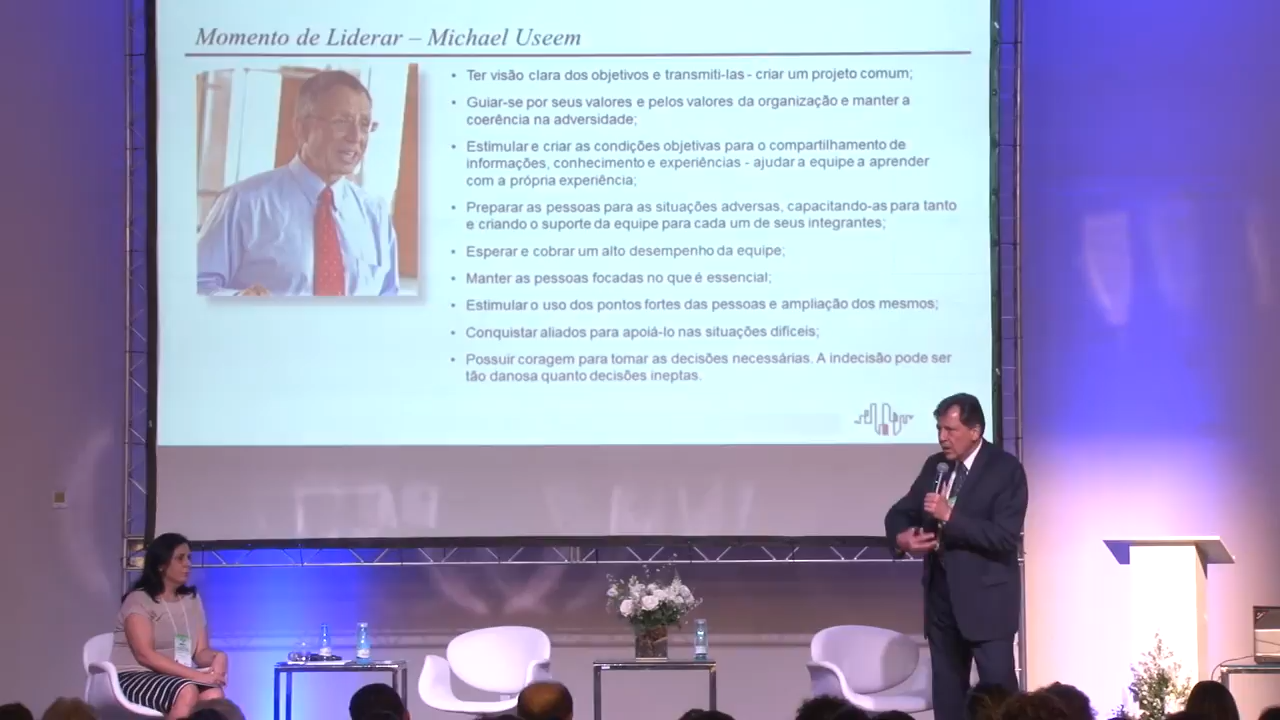 Momento de Liderar – Michael Useem
• Ter visão clara dos objetivos e transmiti-las - criar um projeto comum;
• Guiar-se por seus valores e pelos valores da organização e manter a
coerência na adversidade;
• Estimular e criar as condições objetivas para o compartilhamento de
informações, conhecimento e experiências - ajudar a equipe a aprender
com a própria experiência;
• Preparar as pessoas para as situações adversas, capacitando-as para tanto
e criando o suporte da equipe para cada um de seus integrantes;
• Esperar e cobrar um alto desempenho da equipe;
• Manter as pessoas focadas no que é essencial;
• Estimular o uso dos pontos fortes das pessoas e ampliação dos mesmos;
• Conquistar aliados para apoiá-lo nas situações difíceis;
• Possuir coragem para tomar as decisões necessárias. A indecisão pode ser
tão danosa quanto decisões ineptas.